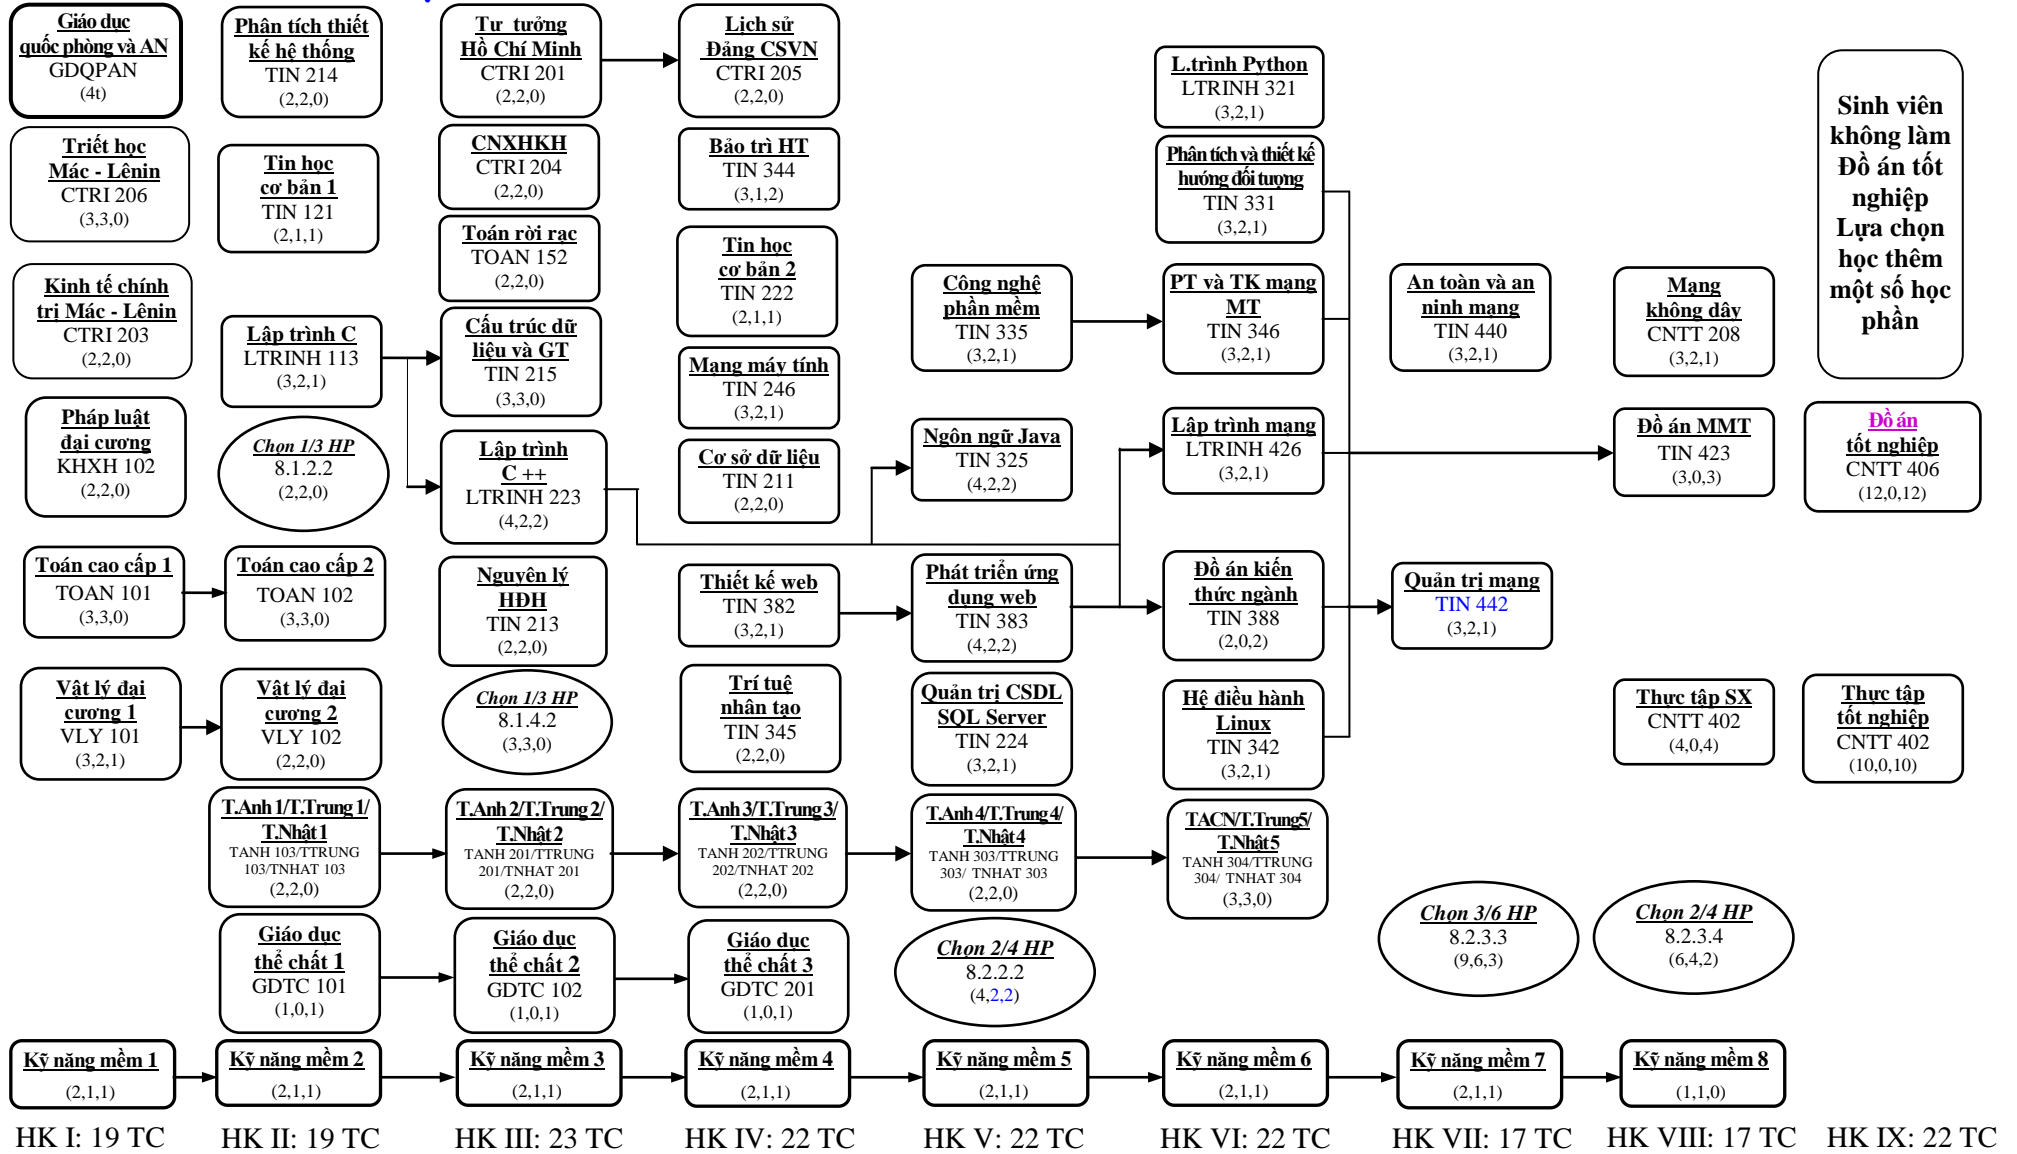 Giáo dục
quốc phòng và AN
GDQPAN
(4t)
Triết học
Mác - Lênin
CTRI 206
(3,3,0)
Kinh tế chính
trị Mác - Lênin
CTRI 203
(2,2,0)
Pháp luật
đại cương
KHXH 102
(2,2,0)
Toán cao cấp 1
TOAN 101
(3,3,0)
Vật lý đại
cương 1
VLY 101
(3,2,1)
Kỹ năng mềm 1
(2,1,1)
HK I: 19 TC
Phân tích thiết
kế hệ thống
TIN 214
(2,2,0)
Tin học
cơ bản 1
TIN 121
(2,1,1)
Lập trình C
LTRINH 113
(3,2,1)
Chọn 1/3 HP
8.1.2.2
(2,2,0)
Toán cao cấp 2
TOAN 102
(3,3,0)
Vật lý đại
cương 2
VLY 102
(2,2,0)
T.Anh 1/T.Trung 1/
T.Nhật 1
TANH 103/TTRUNG
103/TNHAT 103
(2,2,0)
Giáo dục
thể chất 1
GDTC 101
(1,0,1)
Kỹ năng mềm 2
(2,1,1)
HK II: 19 TC
Tư tưởng
Hồ Chí Minh
CTRI 201
(2,2,0)
CNXHKH
CTRI 204
(2,2,0)
Toán rời rạc
TOAN 152
(2,2,0)
Cấu trúc dữ
liệu và GT
TIN 215
(3,3,0)
Lập trình
C ++
LTRINH 223
(4,2,2)
Nguyên lý
HĐH
TIN 213
(2,2,0)
Chọn 1/3 HP
8.1.4.2
(3,3,0)
T.Anh 2/T.Trung 2/
T.Nhật 2
TANH 201/TTRUNG
201/TNHAT 201
(2,2,0)
Giáo dục
thể chất 2
GDTC 102
(1,0,1)
Kỹ năng mềm 3
(2,1,1)
HK III: 23 TC
Lịch sử
Đảng CSVN
CTRI 205
(2,2,0)
Bảo trì HT
TIN 344
(3,1,2)
Tin học
cơ bản 2
TIN 222
(2,1,1)
Mạng máy tính
TIN 246
(3,2,1)
Cơ sở dữ liệu
TIN 211
(2,2,0)
Thiết kế web
TIN 382
(3,2,1)
Trí tuệ
nhân tạo
TIN 345
(2,2,0)
T.Anh 3/T.Trung 3/
T.Nhật 3
TANH 202/TTRUNG
202/TNHAT 202
(2,2,0)
Giáo dục
thể chất 3
GDTC 201
(1,0,1)
Kỹ năng mềm 4
(2,1,1)
HK IV: 22 TC
Công nghệ
phần mềm
TIN 335
(3,2,1)
Ngôn ngữ Java
TIN 325
(4,2,2)
Phát triển ứng
dụng web
TIN 383
(4,2,2)
Quản trị CSDL
SQL Server
TIN 224
(3,2,1)
T.Anh 4/T.Trung 4/
T.Nhật 4
TANH 303/TTRUNG
303/ TNHAT 303
(2,2,0)
Chọn 2/4 HP
8.2.2.2
(4,2,2)
Kỹ năng mềm 5
(2,1,1)
HK V: 22 TC
L.trình Python
LTRINH 321
(3,2,1)
Phân tích và thiết kế
hướng đối tượng
TIN 331
(3,2,1)
PT và TK mạng
MT
TIN 346
(3,2,1)
Lập trình mạng
LTRINH 426
(3,2,1)
Đồ án kiến
thức ngành
TIN 388
(2,0,2)
Hệ điều hành
Linux
TIN 342
(3,2,1)
TACN/T.Trung5/
T.Nhật 5
TANH 304/TTRUNG
304/ TNHAT 304
(3,3,0)
Kỹ năng mềm 6
(2,1,1)
HK VI: 22 TC
An toàn và an
ninh mạng
TIN 440
(3,2,1)
Quản trị mạng
TIN 442
(3,2,1)
Chọn 3/6 HP
8.2.3.3
(9,6,3)
Kỹ năng mềm 7
(2,1,1)
HK VII: 17 TC
Mạng
không dây
CNTT 208
(3,2,1)
Đồ án MMT
TIN 423
(3,0,3)
Thực tập SX
CNTT 402
(4,0,4)
Chọn 2/4 HP
8.2.3.4
(6,4,2)
Kỹ năng mềm 8
(1,1,0)
HK VIII: 17 TC
Sinh viên
không làm
Đồ án tốt
nghiệp
Lựa chọn
học thêm
một số học
phần
Đồ án
tốt nghiệp
CNTT 406
(12,0,12)
Thực tập
tốt nghiệp
CNTT 402
(10,0,10)
HK IX: 22 TC